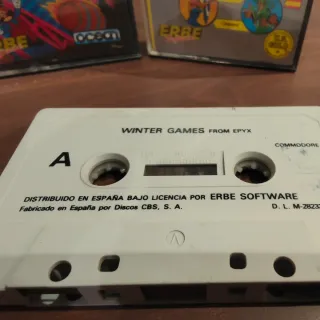 ERBE
ocean
ERBE
WINTER GAMES FROM EPYX
COMMODORE
A
DISTRIBUIDO EN ESPAÑA BAJO LICENCIA POR ERBE SOFTWARE
Fabricado en España por Discos CBS, S. A.
D. L. M-2823